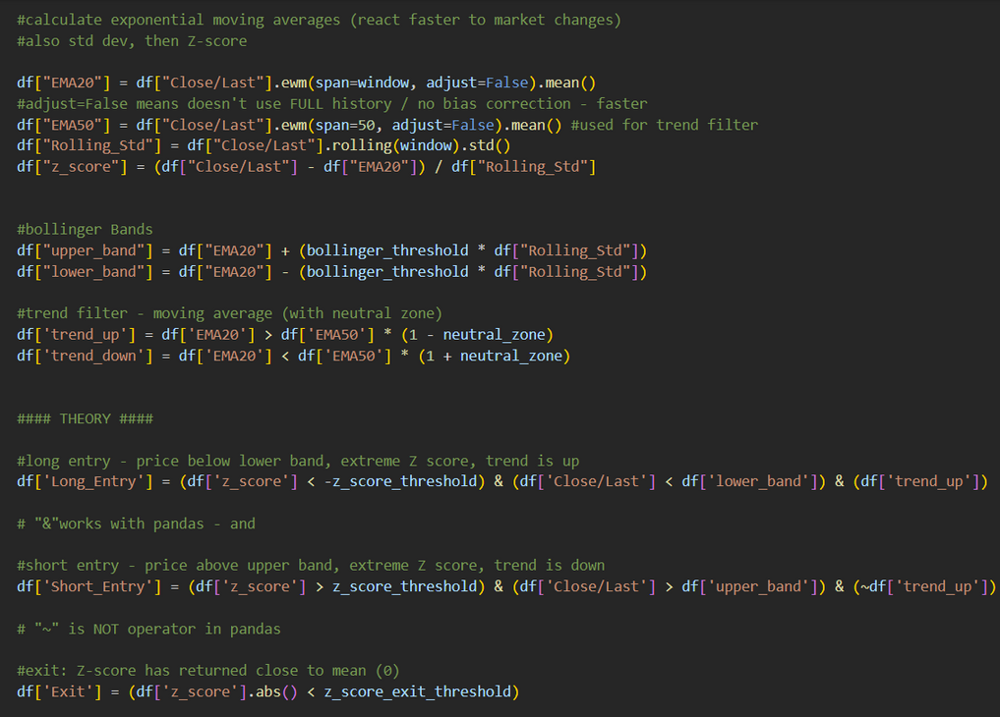 #calculate exponential moving averages (react faster to market changes)
#also std dev, then Z-score
df["EMA20"] = df["Close/Last"].ewm(span=window, adjust=False).mean()
#adjust=False means doesn't use FULL history / no bias correction - faster
df["EMA50"] = df["Close/Last"].ewm(span=50, adjust=False).mean() #used for trend filter
df["Rolling_Std"] = df["Close/Last"].rolling(window).std()
df["z_score"] = (df["Close/Last"] - df["EMA20"]) / df["Rolling_Std"]
#bollinger Bands
df["upper_band"] = df["EMA20"] + (bollinger_threshold * df["Rolling_Std"])
df["lower_band"] = df["EMA20"] - (bollinger_threshold * df["Rolling_Std"])
#trend filter - moving average (with neutral zone)
df['trend_up'] = df['EMA20'] > df['EMA50'] * (1 - neutral_zone)
df['trend_down'] = df['EMA20'] < df['EMA50'] * (1 + neutral_zone)
#### THEORY ####
#long entry - price below lower band, extreme Z score, trend is up
df['Long_Entry'] = (df['z_score'] < -z_score_threshold) & (df['Close/Last'] < df['lower_band']) & (df['trend_up'])
# "&"works with pandas - and
#short entry - price above upper band, extreme Z score, trend is down
df['Short_Entry'] = (df['z_score'] > z_score_threshold) & (df['Close/Last'] > df['upper_band']) & (~df['trend_up'])
# "~" is NOT operator in pandas
#exit: Z-score has returned close to mean (0)
df['Exit'] = (df['z_score'].abs() < z_score_exit_threshold)